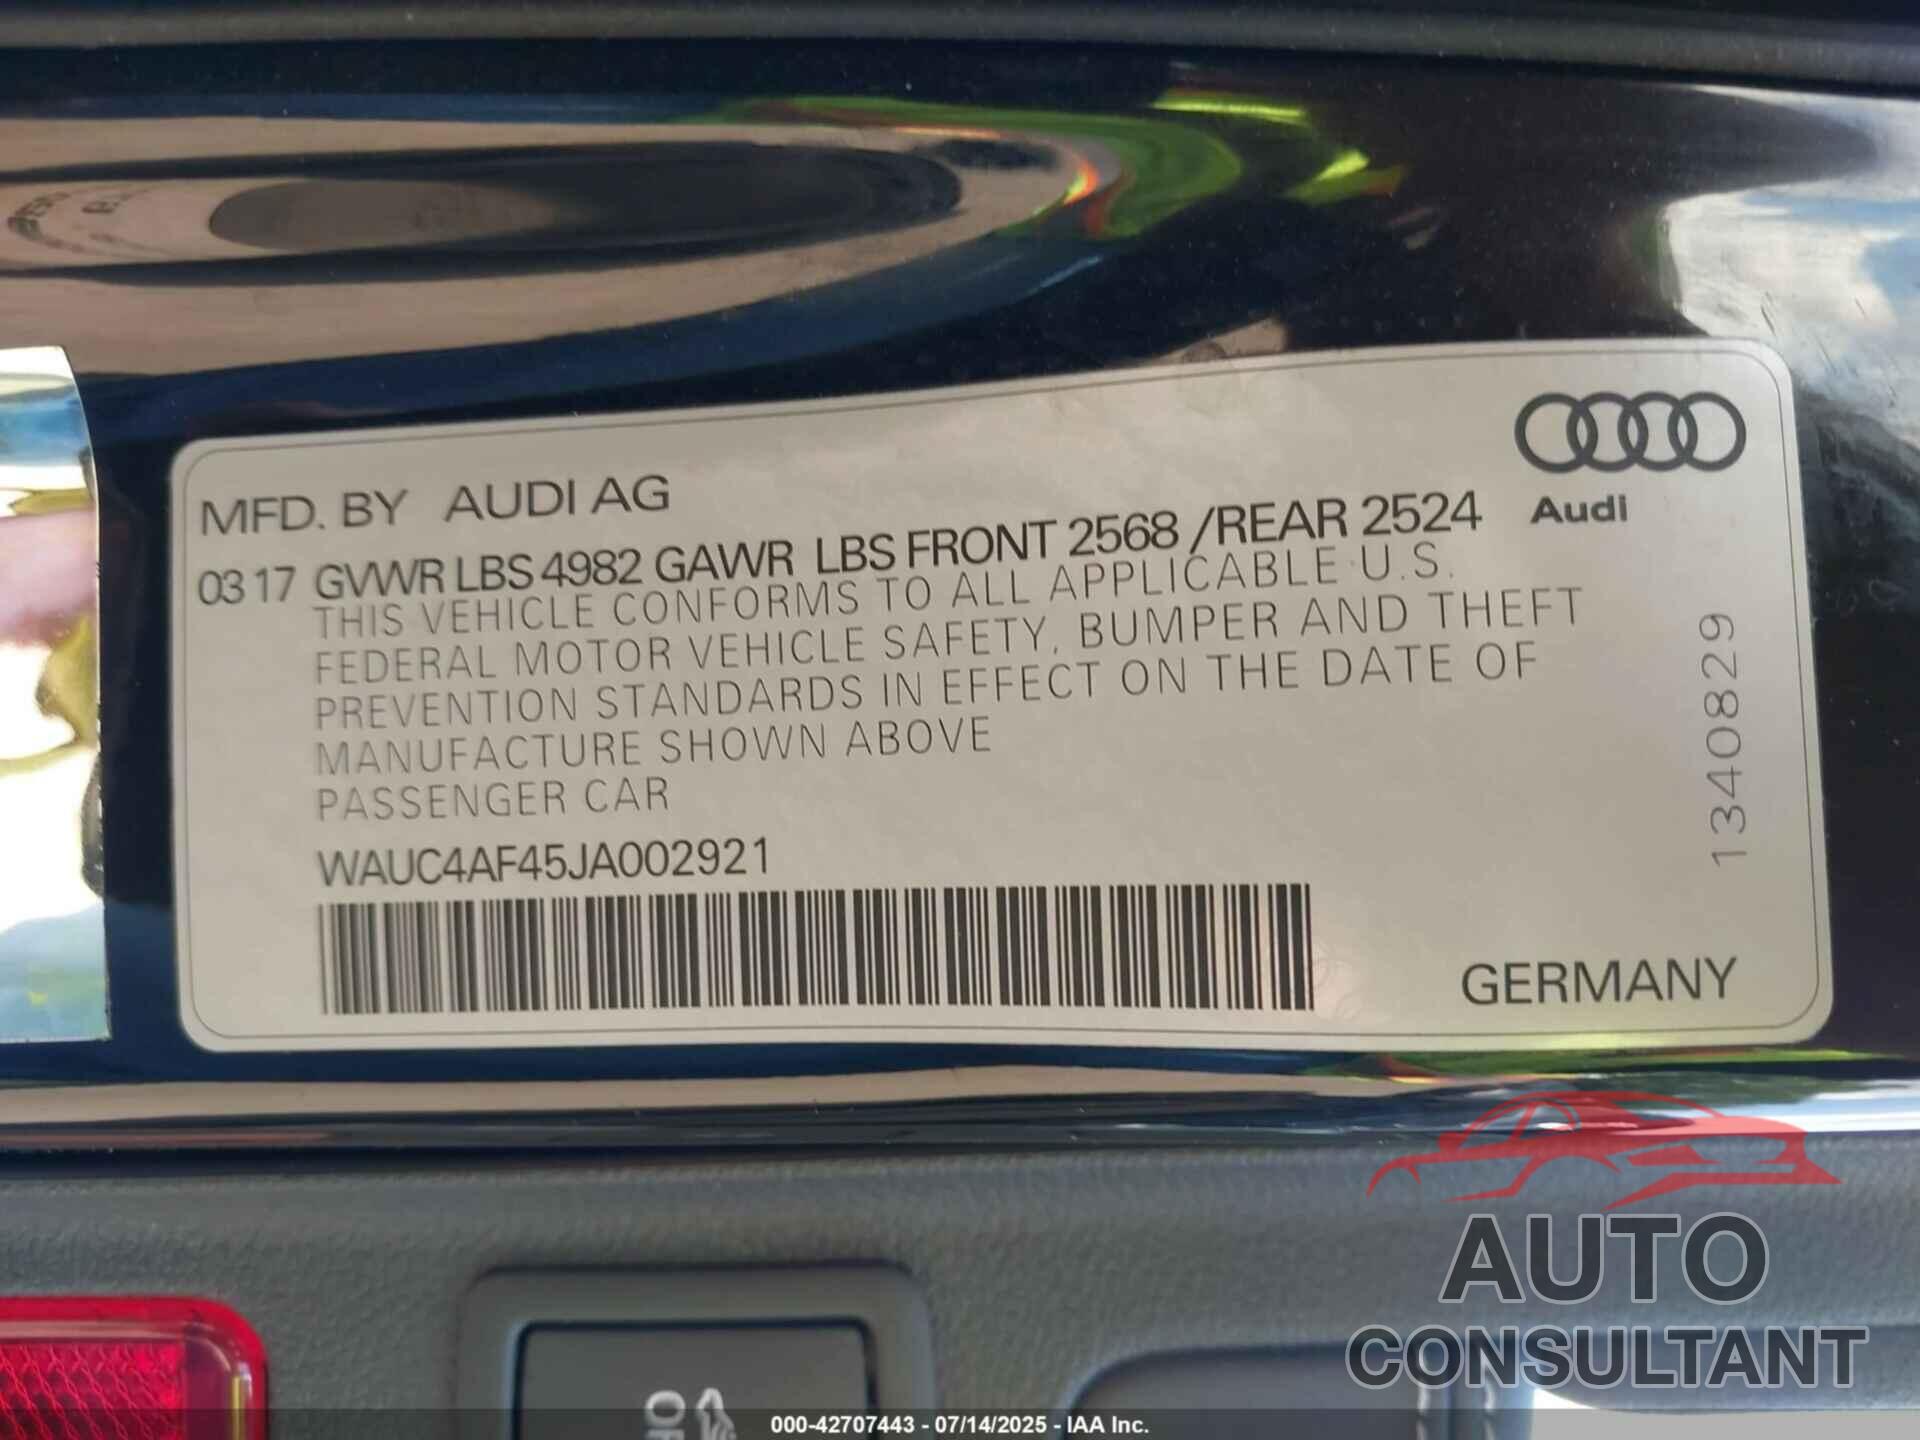 MFD. BY AUDI AG
Audi
03 17 GVWR LBS 4982 GAWR LBS FRONT 2568 /REAR 2524
THIS VEHICLE CONFORMS TO ALL APPLICABLE U.S.
FEDERAL MOTOR VEHICLE SAFETY, BUMPER AND THEFT
PREVENTION STANDARDS IN EFFECT ON THE DATE OF
MANUFACTURE SHOWN ABOVE
PASSENGER CAR
WAUC4AF45JA002921
1340829
GERMANY
AUTO
CONSULTANT
000-42707443 - 07/14/2025 - IAA Inc.